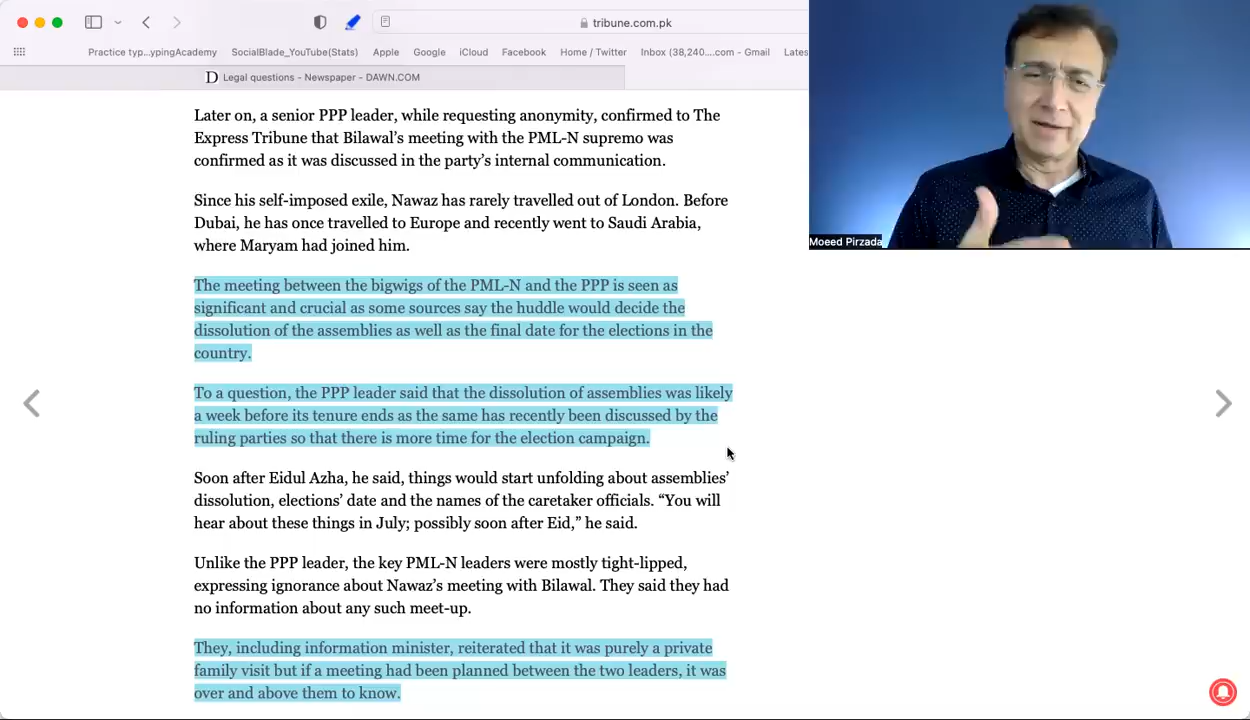 tribune.com.pk
Practice typ...ypingAcademy SocialBlade_YouTube(Stats) Apple Google iCloud Facebook Home / Twitter Inbox (38,240....com - Gmail Lates
D Legal questions - Newspaper - DAWN.COM
Moeed Pirzada
Later on, a senior PPP leader, while requesting anonymity, confirmed to The
Express Tribune that Bilawal’s meeting with the PML-N supremo was
confirmed as it was discussed in the party’s internal communication.
Since his self-imposed exile, Nawaz has rarely travelled out of London. Before
Dubai, he has once travelled to Europe and recently went to Saudi Arabia,
where Maryam had joined him.
The meeting between the bigwigs of the PML-N and the PPP is seen as
significant and crucial as some sources say the huddle would decide the
dissolution of the assemblies as well as the final date for the elections in the
country.
To a question, the PPP leader said that the dissolution of assemblies was likely
a week before its tenure ends as the same has recently been discussed by the
ruling parties so that there is more time for the election campaign.
Soon after Eidul Azha, he said, things would start unfolding about assemblies’
dissolution, elections’ date and the names of the caretaker officials. “You will
hear about these things in July; possibly soon after Eid,” he said.
Unlike the PPP leader, the key PML-N leaders were mostly tight-lipped,
expressing ignorance about Nawaz’s meeting with Bilawal. They said they had
no information about any such meet-up.
They, including information minister, reiterated that it was purely a private
family visit but if a meeting had been planned between the two leaders, it was
over and above them to know.